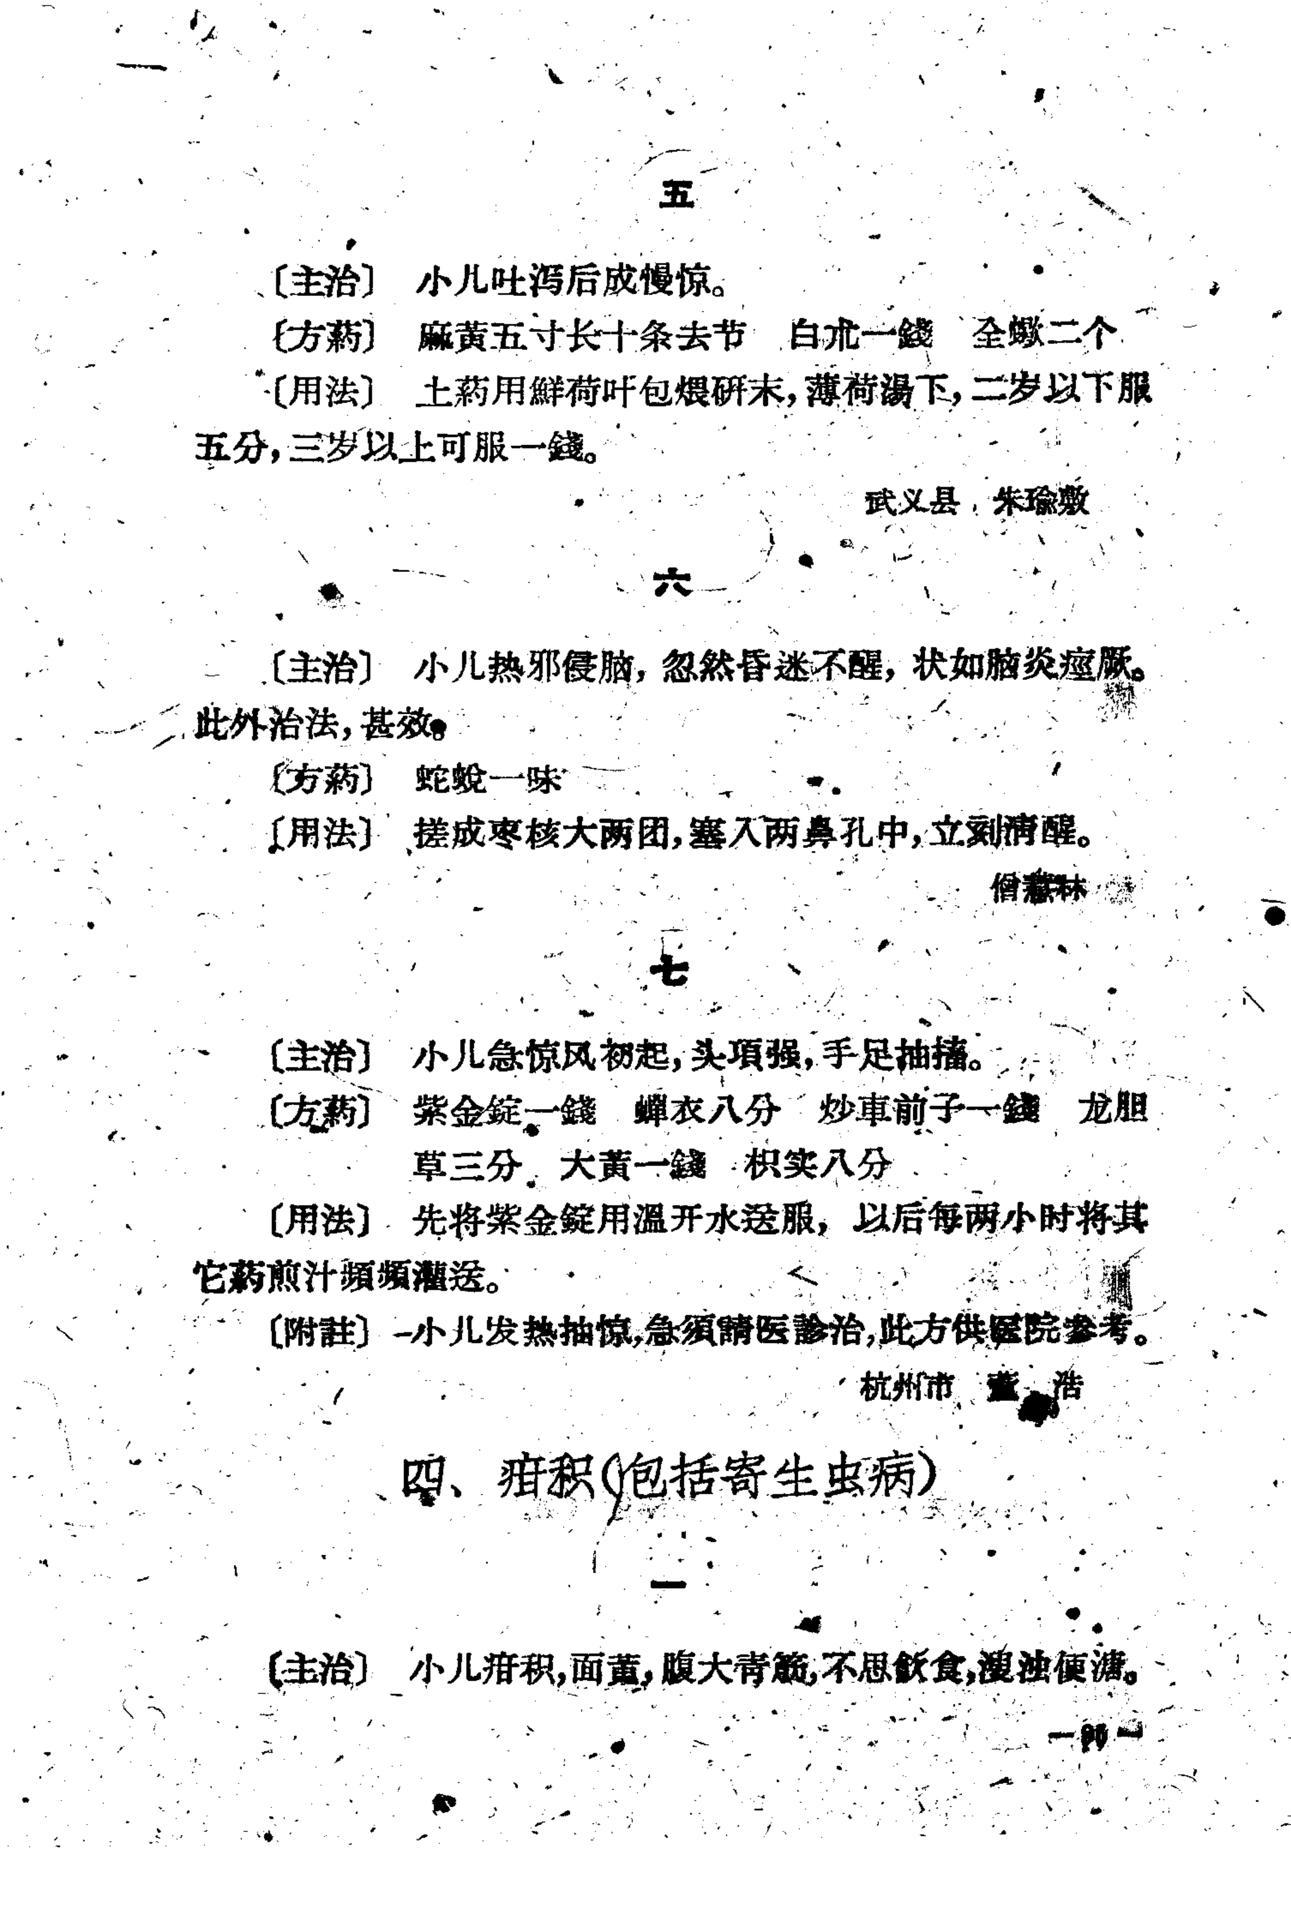 五
〔主治〕 小儿吐泻后成慢惊。
〔方葯〕 麻黄五寸长十条去节 白朮一錢 全蠍二个
〔用法〕 土葯用鮮荷叶包煨研末，薄荷湯下，二岁以下服
五分，三岁以上可服一錢。
武义县 朱瑜敷
六
〔主治〕 小儿热邪侵脑，忽然昏迷不醒，状如脑炎痙厥。
此外治法，甚效。
〔方葯〕 蛇蛻一味
〔用法〕 搓成枣核大两团，塞入两鼻孔中，立刻清醒。
僧 林
七
〔主治〕 小儿急惊风初起，头項强，手足抽搐。
〔方葯〕 紫金錠一錢 蟬衣八分 炒車前子一錢 龙胆
草三分 大黄一錢 枳实八分
〔用法〕 先将紫金錠用溫开水送服，以后每两小时将其
它葯煎汁頻頻灌送。
〔附註〕 小儿发热抽惊，急須請医診治，此方供医院参考。
杭州市 董 浩
四、疳积（包括寄生虫病）
一
〔主治〕 小儿疳积，面黄，腹大青筋，不思飮食，溲浊便溏。